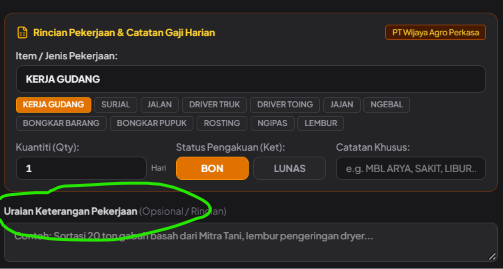 Rincian Pekerjaan & Catatan Gaji Harian
PT Wijaya Agro Perkasa
Item / Jenis Pekerjaan:
KERJA GUDANG
KERJA GUDANG SURJAL JALAN DRIVER TRUK DRIVER TOING JAJAN NGEBAL
BONGKAR BARANG BONGKAR PUPUK ROSTING NGIPAS LEMBUR
Kuantiti (Qty): Status Pengakuan (Ket): Catatan Khusus:
1 Hari BON LUNAS e.g. MBL ARYA, SAKIT, LIBUR..
Uraian Keterangan Pekerjaan (Opsional / Rincian)
Contoh: Sortasi 20 ton gabah basah dari Mitra Tani, lembur pengeringan dryer...